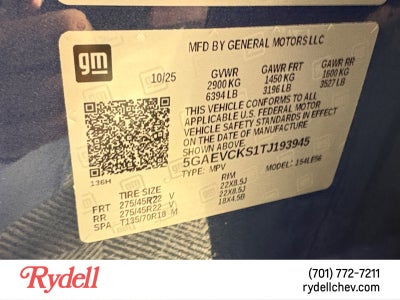 gm
MFD BY GENERAL MOTORS LLC
10/25
GVWR GAWR FRT GAWR RR
2900 KG 1450 KG 1600 KG
6394 LB 3196 LB 3527 LB
THIS VEHICLE CONFORMS TO ALL
APPLICABLE U.S. FEDERAL MOTOR
VEHICLE SAFETY STANDARDS IN EFFECT
ON THE DATE OF MANUFACTURE
SHOWN ABOVE
5GAEVCKS1TJ193945
TYPE: MPV MODEL: 1S4LE56
136H
TIRE SIZE RIM
FRT 275/45R22 V 22X8.5J
RR 275/45R22 V 22X8.5J
SPA T135/70R18 M 18X4.5B
Rydell
(701) 772-7211
rydellchev.com